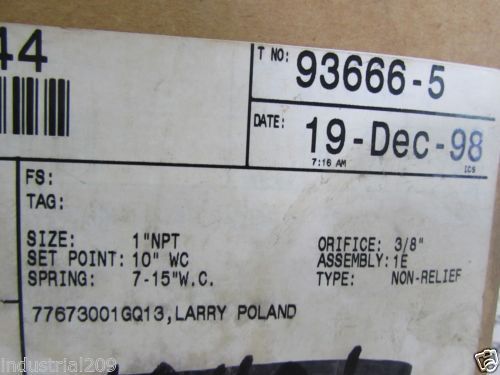 44
T NO: 93666-5
DATE: 19-Dec-98
7:16 AM
ICS
FS:
TAG:
SIZE: 1"NPT ORIFICE: 3/8"
SET POINT: 10" WC ASSEMBLY: 1E
SPRING: 7-15"W.C. TYPE: NON-RELIEF
77673001GQ13,LARRY POLAND
industrial209